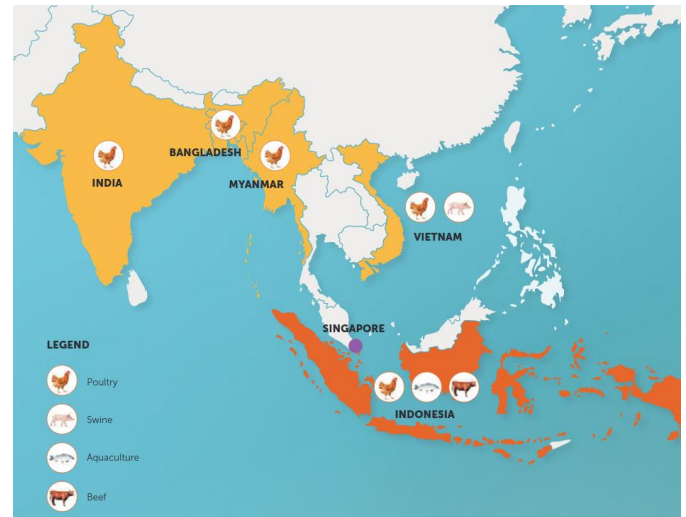 BANGLADESH
INDIA
MYANMAR
VIETNAM
SINGAPORE
INDONESIA
LEGEND
Poultry
Swine
Aquaculture
Beef